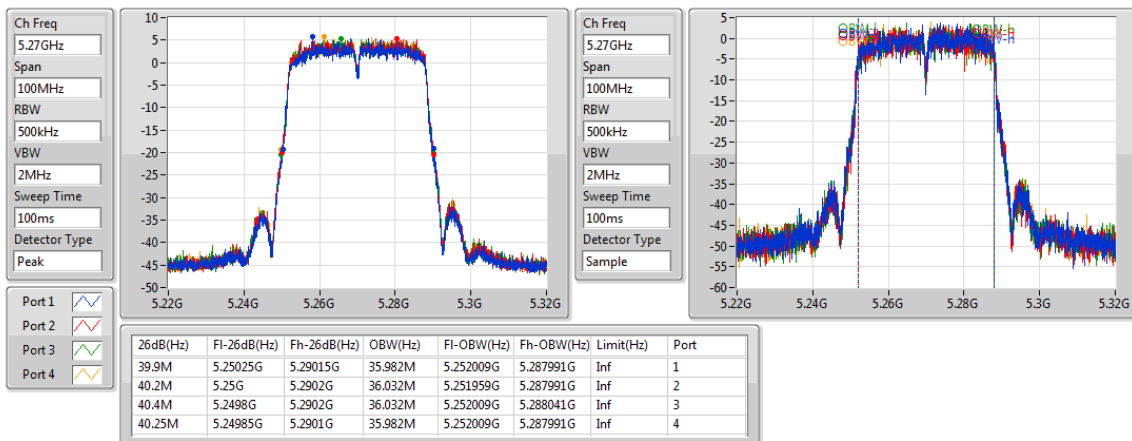 Ch Freq
5.27GHz
Span
100MHz
RBW
500kHz
VBW
2MHz
Sweep Time
100ms
Detector Type
Peak
10
5
0
-5
-10
-15
-20
-25
-30
-35
-40
-45
-50
5.22G 5.24G 5.26G 5.28G 5.3G 5.32G
Ch Freq
5.27GHz
Span
100MHz
RBW
500kHz
VBW
2MHz
Sweep Time
100ms
Detector Type
Sample
5
0
-5
-10
-15
-20
-25
-30
-35
-40
-45
-50
-55
-60
5.22G 5.24G 5.26G 5.28G 5.3G 5.32G
Port 1
Port 2
Port 3
Port 4
26dB(Hz) Fl-26dB(Hz) Fh-26dB(Hz) OBW(Hz) Fl-OBW(Hz) Fh-OBW(Hz) Limit(Hz) Port
39.9M 5.25025G 5.29015G 35.982M 5.252009G 5.287991G Inf 1
40.2M 5.25G 5.2902G 36.032M 5.251959G 5.287991G Inf 2
40.4M 5.2498G 5.2902G 36.032M 5.252009G 5.288041G Inf 3
40.25M 5.24985G 5.2901G 35.982M 5.252009G 5.287991G Inf 4